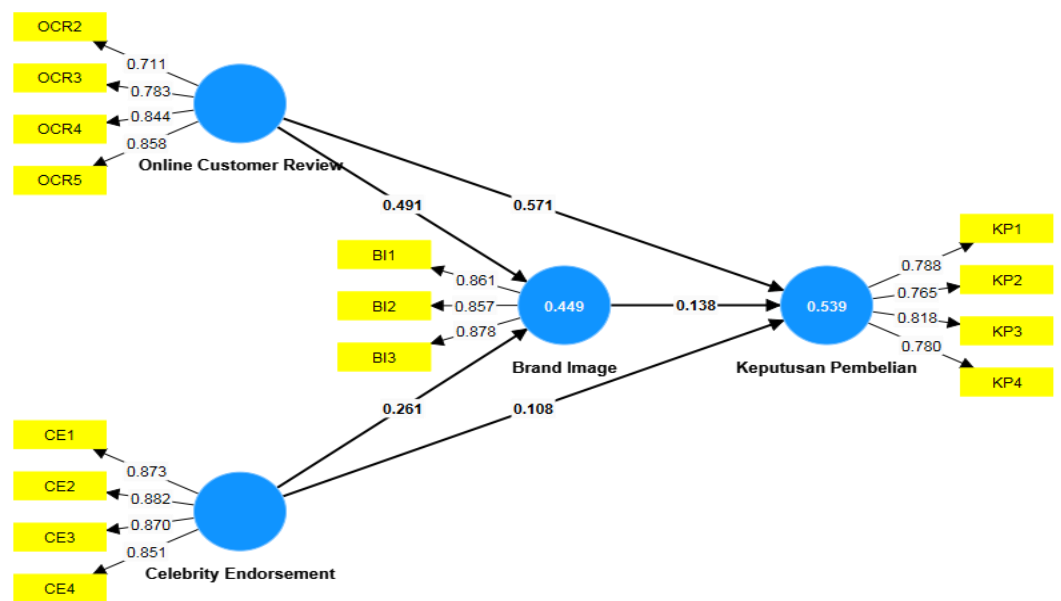 OCR2
0.711
OCR3
0.783
OCR4
0.844
OCR5
0.858
Online Customer Review
0.491
0.571
BI1
0.861
BI2
0.857
BI3
0.878
0.449
Brand Image
0.138
0.539
Keputusan Pembelian
KP1
0.788
KP2
0.765
KP3
0.818
KP4
0.780
0.261
0.108
CE1
0.873
CE2
0.882
CE3
0.870
CE4
0.851
Celebrity Endorsement